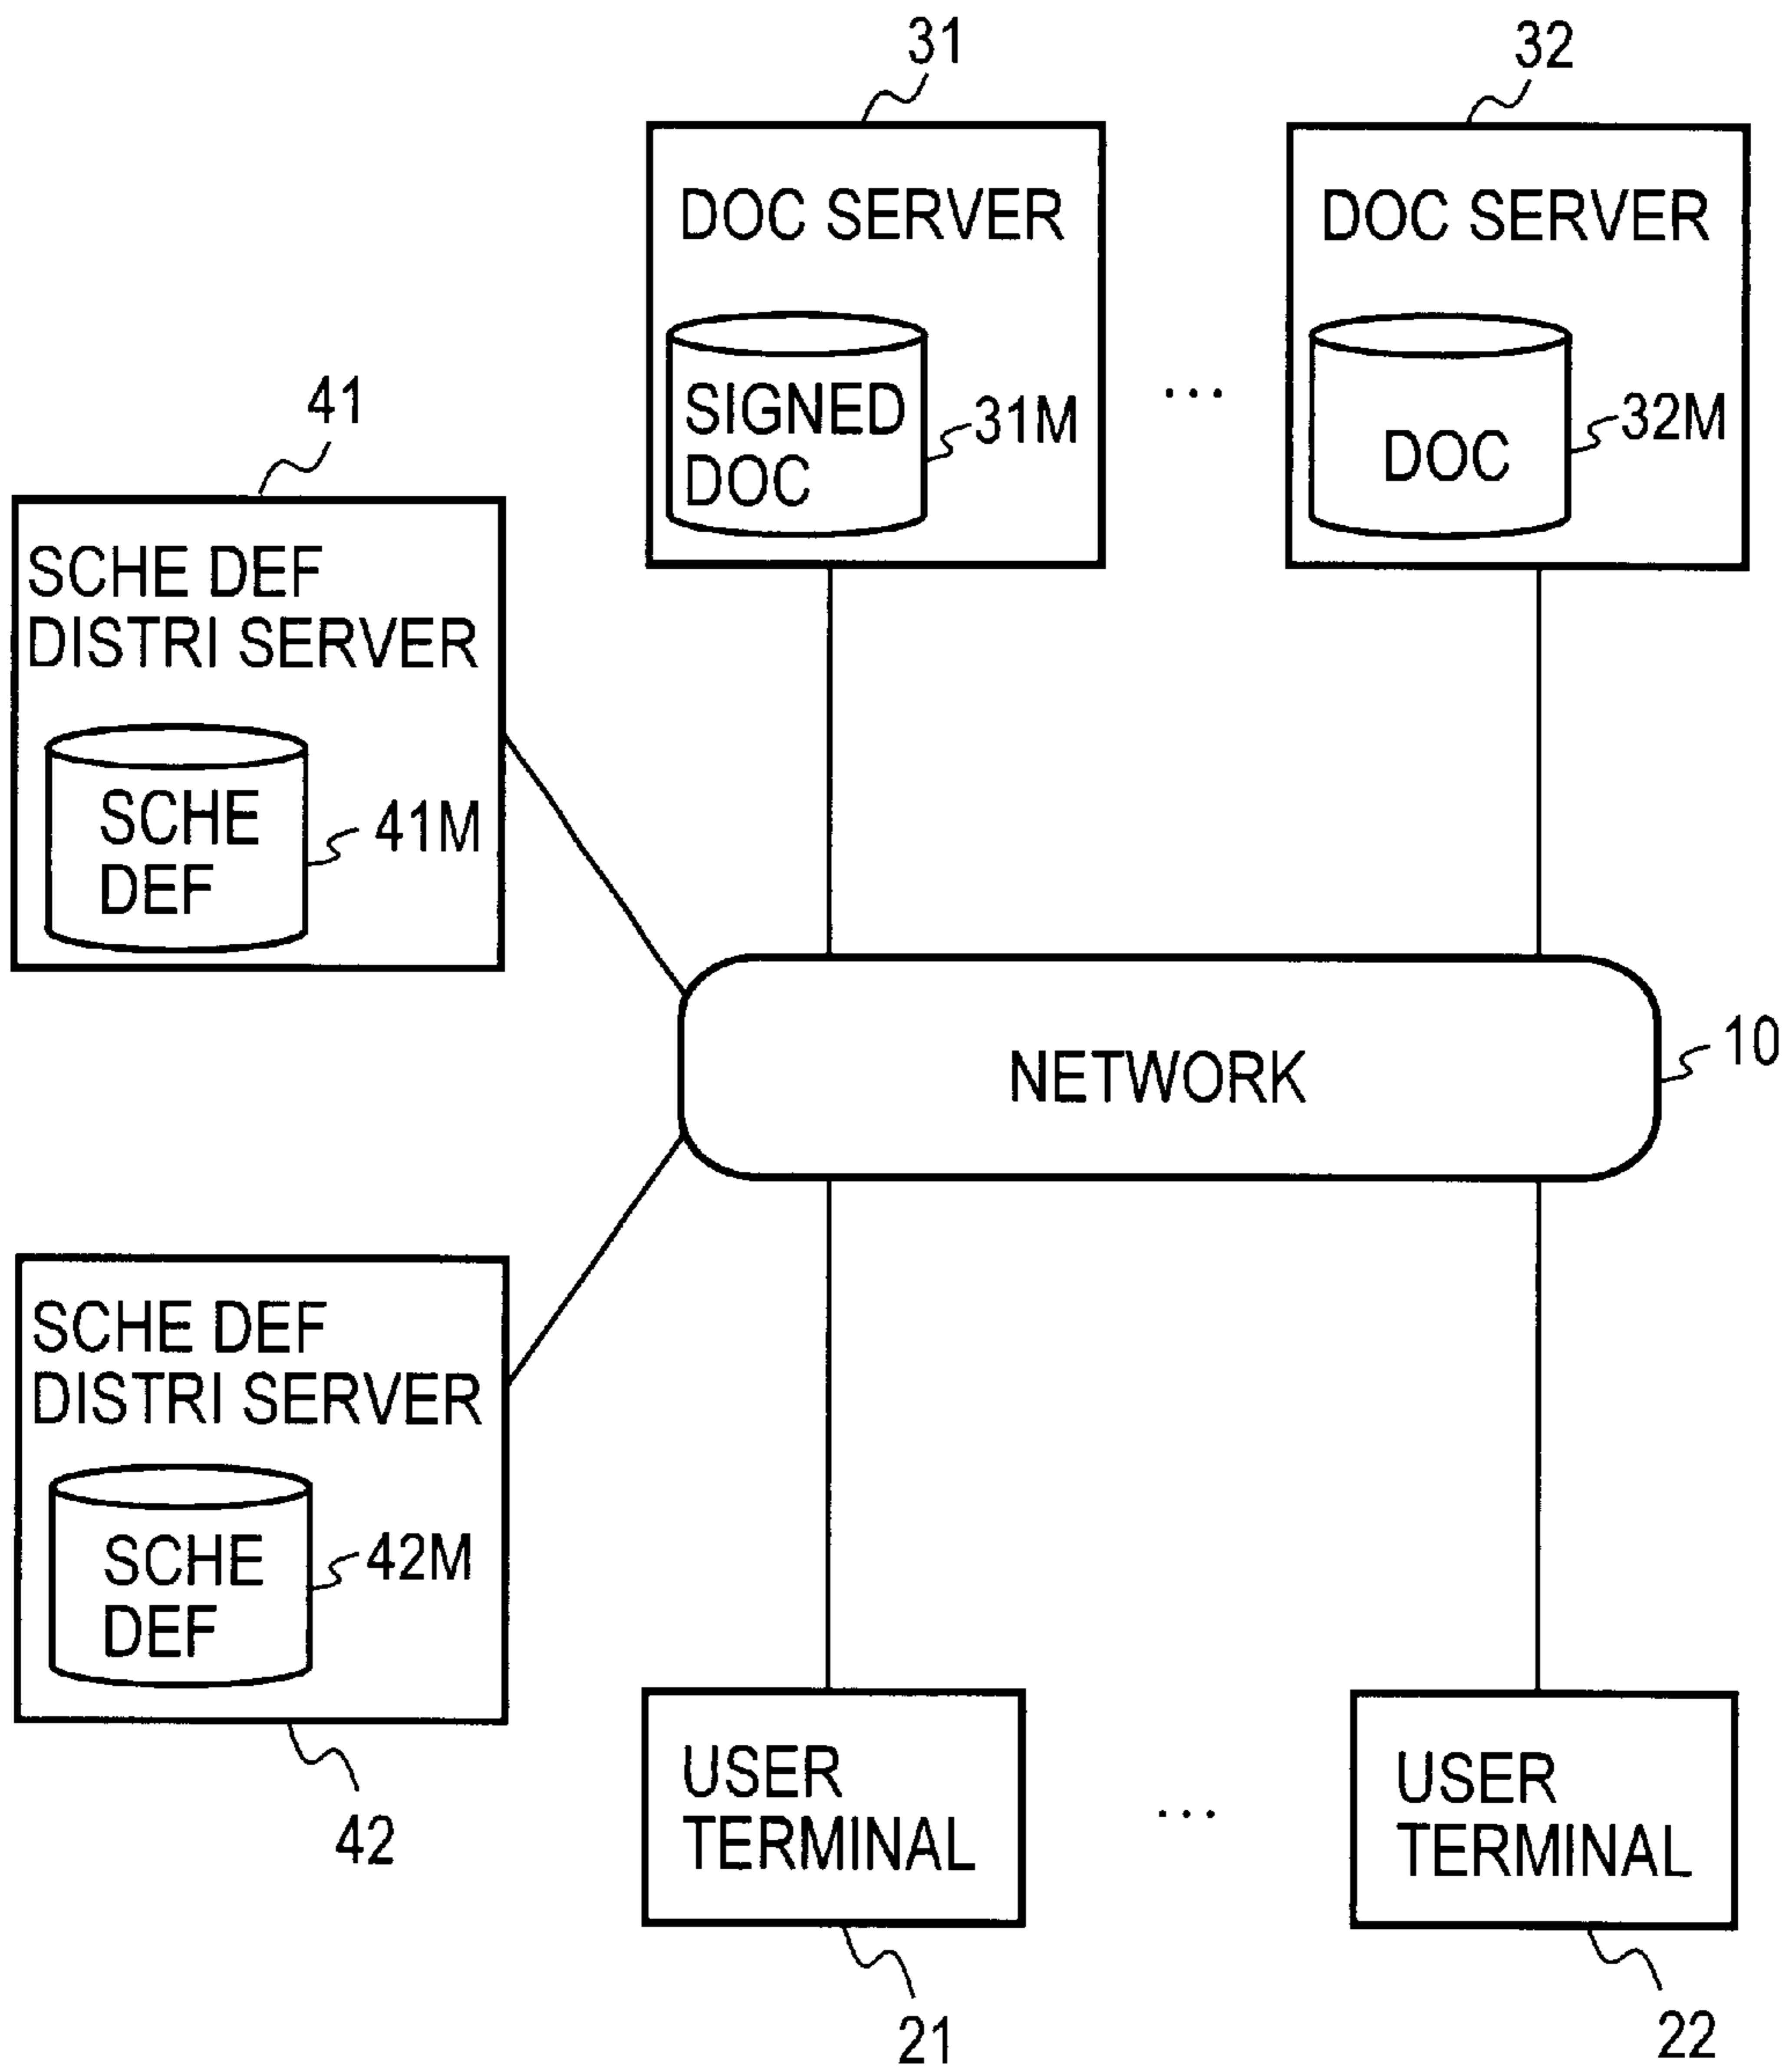 31
32
DOC SERVER
DOC SERVER
SIGNED
DOC
31M
...
DOC
32M
41
SCHE DEF
DISTRI SERVER
SCHE
DEF
41M
NETWORK
10
SCHE DEF
DISTRI SERVER
SCHE
DEF
42M
42
USER
TERMINAL
...
USER
TERMINAL
21
22